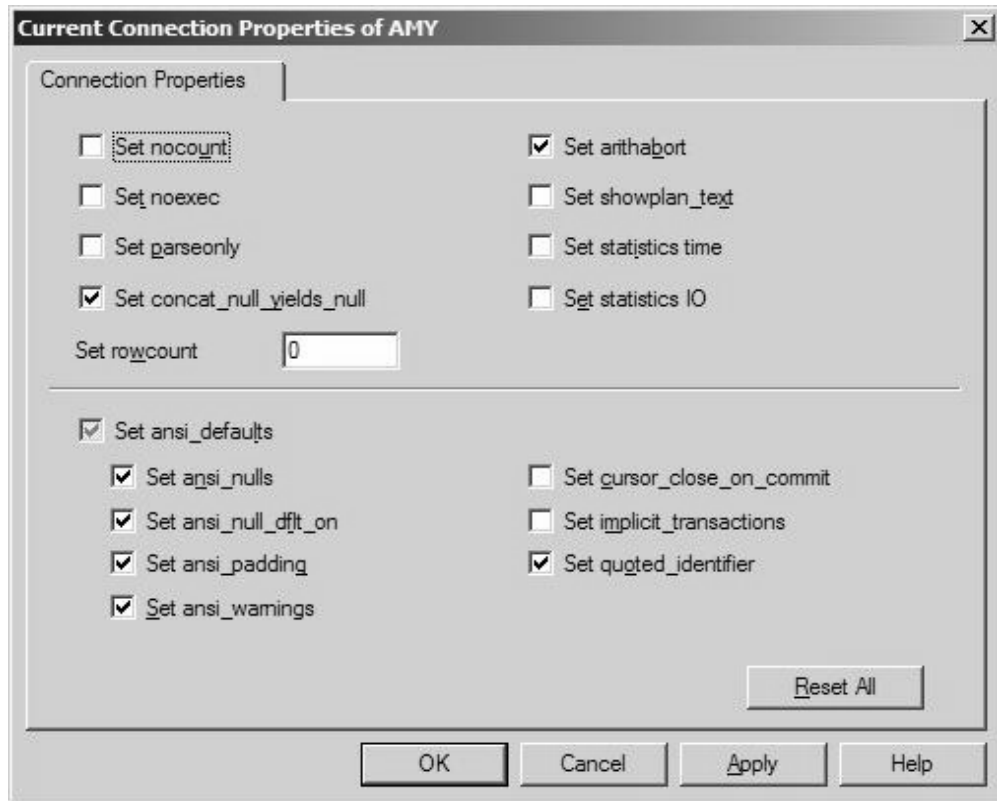 Current Connection Properties of AMY
Connection Properties
Set nocount
Set noexec
Set parseonly
Set concat_null_yields_null
Set rowcount 0
Set arithabort
Set showplan_text
Set statistics time
Set statistics IO
Set ansi_defaults
Set ansi_nulls
Set ansi_null_dflt_on
Set ansi_padding
Set ansi_warnings
Set cursor_close_on_commit
Set implicit_transactions
Set quoted_identifier
Reset All
OK Cancel Apply Help